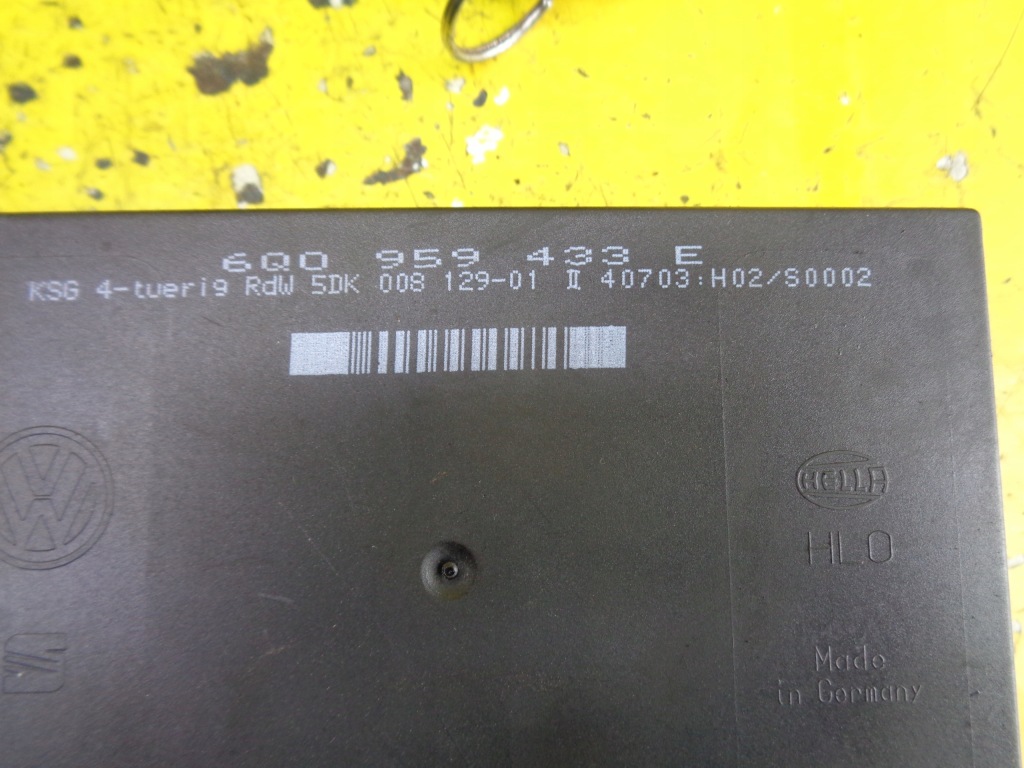 6Q0 959 433 E
KSG 4-tuerig RdW 5DK 008 129-01 II 40703:H02/S0002
HELLA
HLO
Made
in Germany